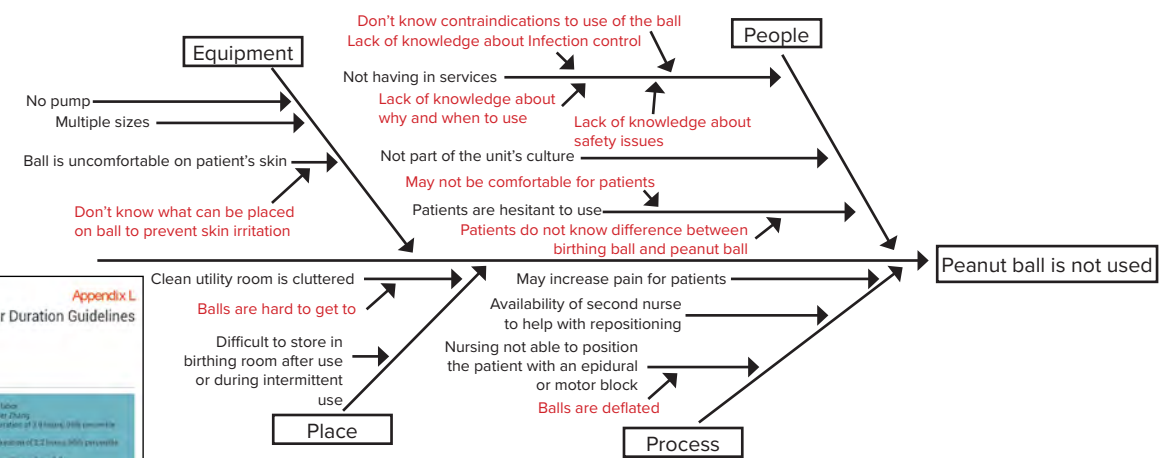 Don't know contraindications to use of the ball
Lack of knowledge about Infection control
People
Equipment
Not having in services
No pump
Lack of knowledge about
why and when to use
Multiple sizes
Lack of knowledge about
safety issues
Ball is uncomfortable on patient's skin
Not part of the unit's culture
May not be comfortable for patients
Don't know what can be placed
on ball to prevent skin irritation
Patients are hesitant to use
Patients do not know difference between
birthing ball and peanut ball
Peanut ball is not used
Clean utility room is cluttered
May increase pain for patients
Appendix L
r Duration Guidelines
Balls are hard to get to
Availability of second nurse
to help with repositioning
Difficult to store in
birthing room after use
or during intermittent
use
Nursing not able to position
the patient with an epidural
or motor block
Balls are deflated
Place
Process